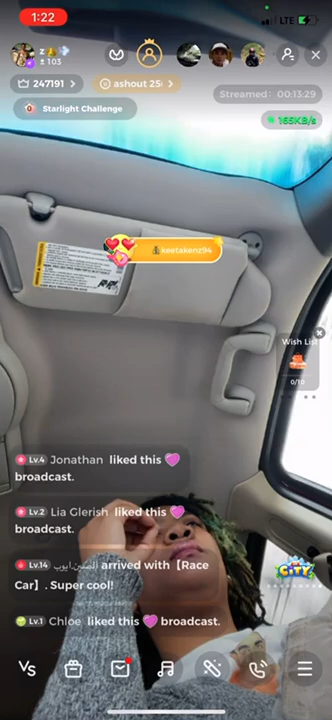 1:22
LTE
103
247191
ashout 25
Streamed: 00:13:29
Starlight Challenge
165KB/s
keetakenz94
Wish List
0/10
Lv.4 Jonathan liked this
broadcast.
Lv.2 Lia Glerish liked this
broadcast.
Lv.14 arrived with【Race
Car】. Super cool!
CITY
Lv.1 Chloe liked this broadcast.
VS